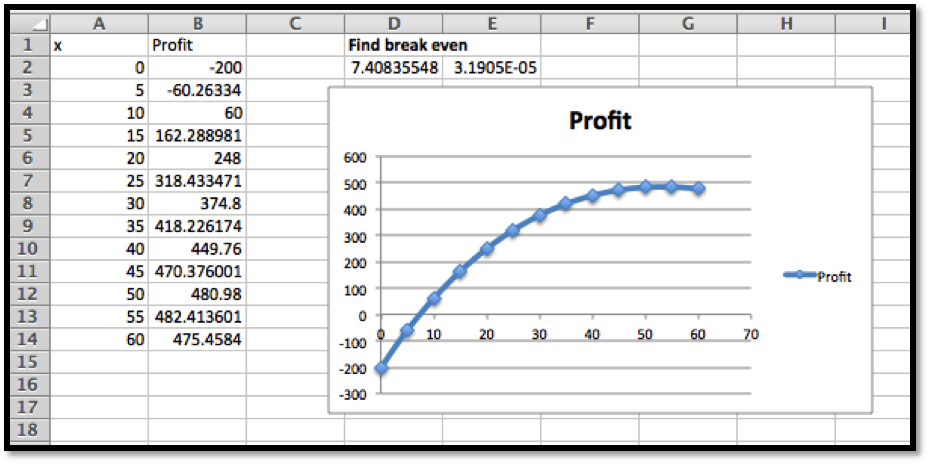 A B C D E F G H I
1 x Profit Find break even
2 0 -200 7.40835548 3.1905E-05
3 5 -60.26334
4 10 60
5 15 162.288981
6 20 248
7 25 318.433471
8 30 374.8
9 35 418.226174
10 40 449.76
11 45 470.376001
12 50 480.98
13 55 482.413601
14 60 475.4584
15
16
17
18
Profit
600
500
400
300
200
100
0
-100
-200
-300
0 10 20 30 40 50 60 70
Profit